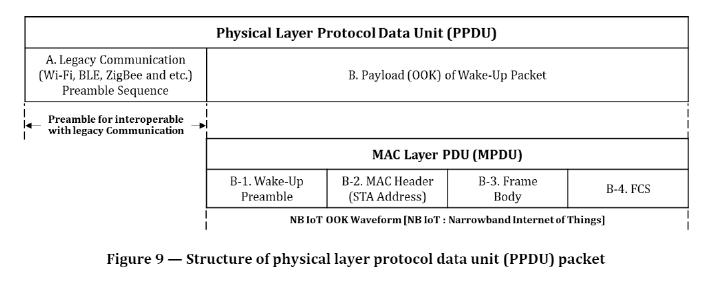 Physical Layer Protocol Data Unit (PPDU)
A. Legacy Communication
(Wi-Fi, BLE, ZigBee and etc.)
Preamble Sequence
B. Payload (OOK) of Wake-Up Packet
Preamble for interoperable
with legacy Communication
MAC Layer PDU (MPDU)
B-1. Wake-Up
Preamble
B-2. MAC Header
(STA Address)
B-3. Frame
Body
B-4. FCS
NB IoT OOK Waveform [NB IoT : Narrowband Internet of Things]
Figure 9 — Structure of physical layer protocol data unit (PPDU) packet